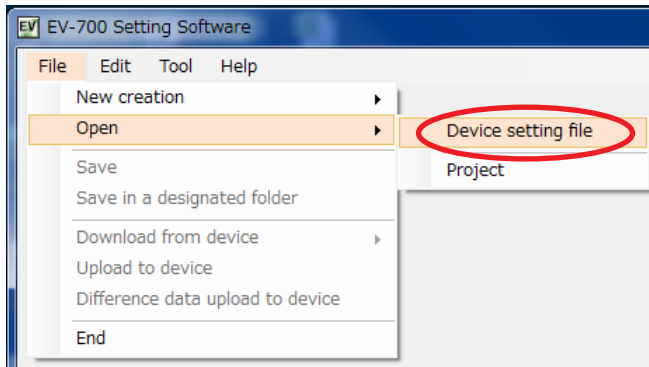 EV EV-700 Setting Software
File Edit Tool Help
New creation
Open
Device setting file
Save
Project
Save in a designated folder
Download from device
Upload to device
Difference data upload to device
End